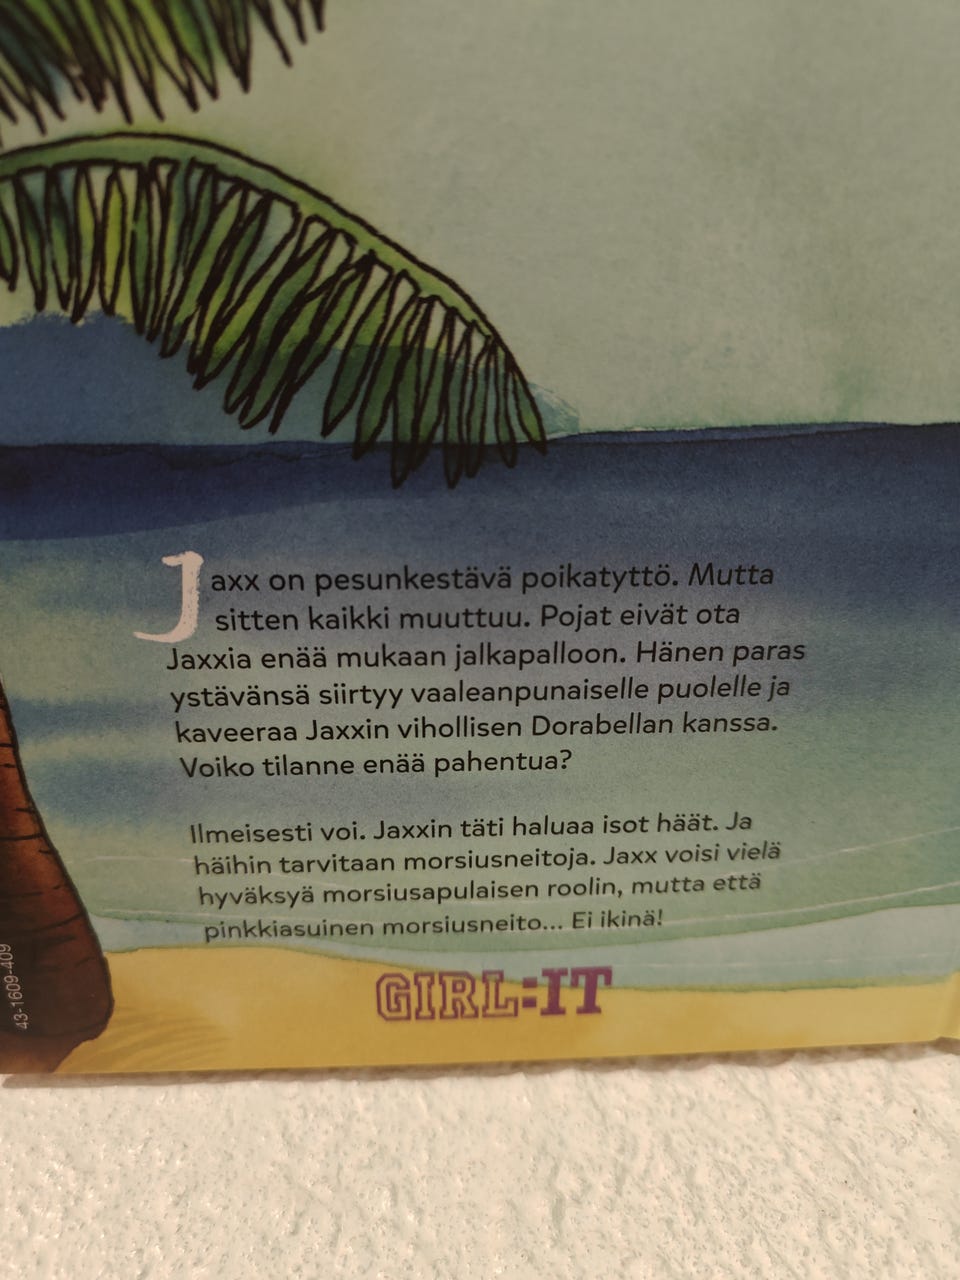 Jaxx on pesunkestävä poikatyttö. Mutta
sitten kaikki muuttuu. Pojat eivät ota
Jaxxia enää mukaan jalkapalloon. Hänen paras
ystävänsä siirtyy vaaleanpunaiselle puolelle ja
kaveeraa Jaxxin vihollisen Dorabellan kanssa.
Voiko tilanne enää pahentua?
Ilmeisesti voi. Jaxxin täti haluaa isot häät. Ja
häihin tarvitaan morsiusneitoja. Jaxx voisi vielä
hyväksyä morsiusapulaisen roolin, mutta että
pinkkiasuinen morsiusneito... Ei ikinä!
GIRL:IT
43-1609-409